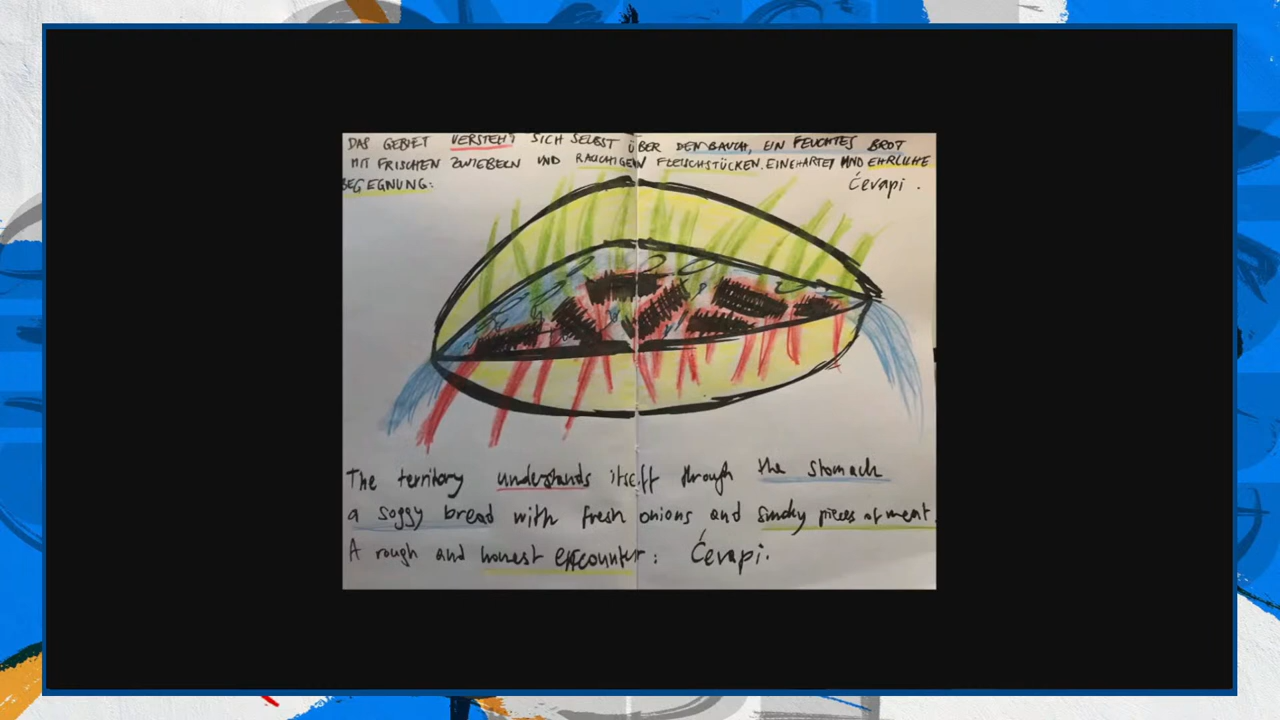 DAS GEBIET VERSTEHT SICH SELBST ÜBER DEN BAUCH, EIN FEUCHTES BROT
MIT FRISCHEN ZWIEBELN UND RAUCHIGEN FLEISCHSTÜCKEN. EINE HARTE UND EHRLICHE
BEGEGNUNG:
Ćevapi.
The territory understands itself through the stomach
a soggy bread with fresh onions and smoky pieces of meat.
A rough and honest encounter: Ćevapi.